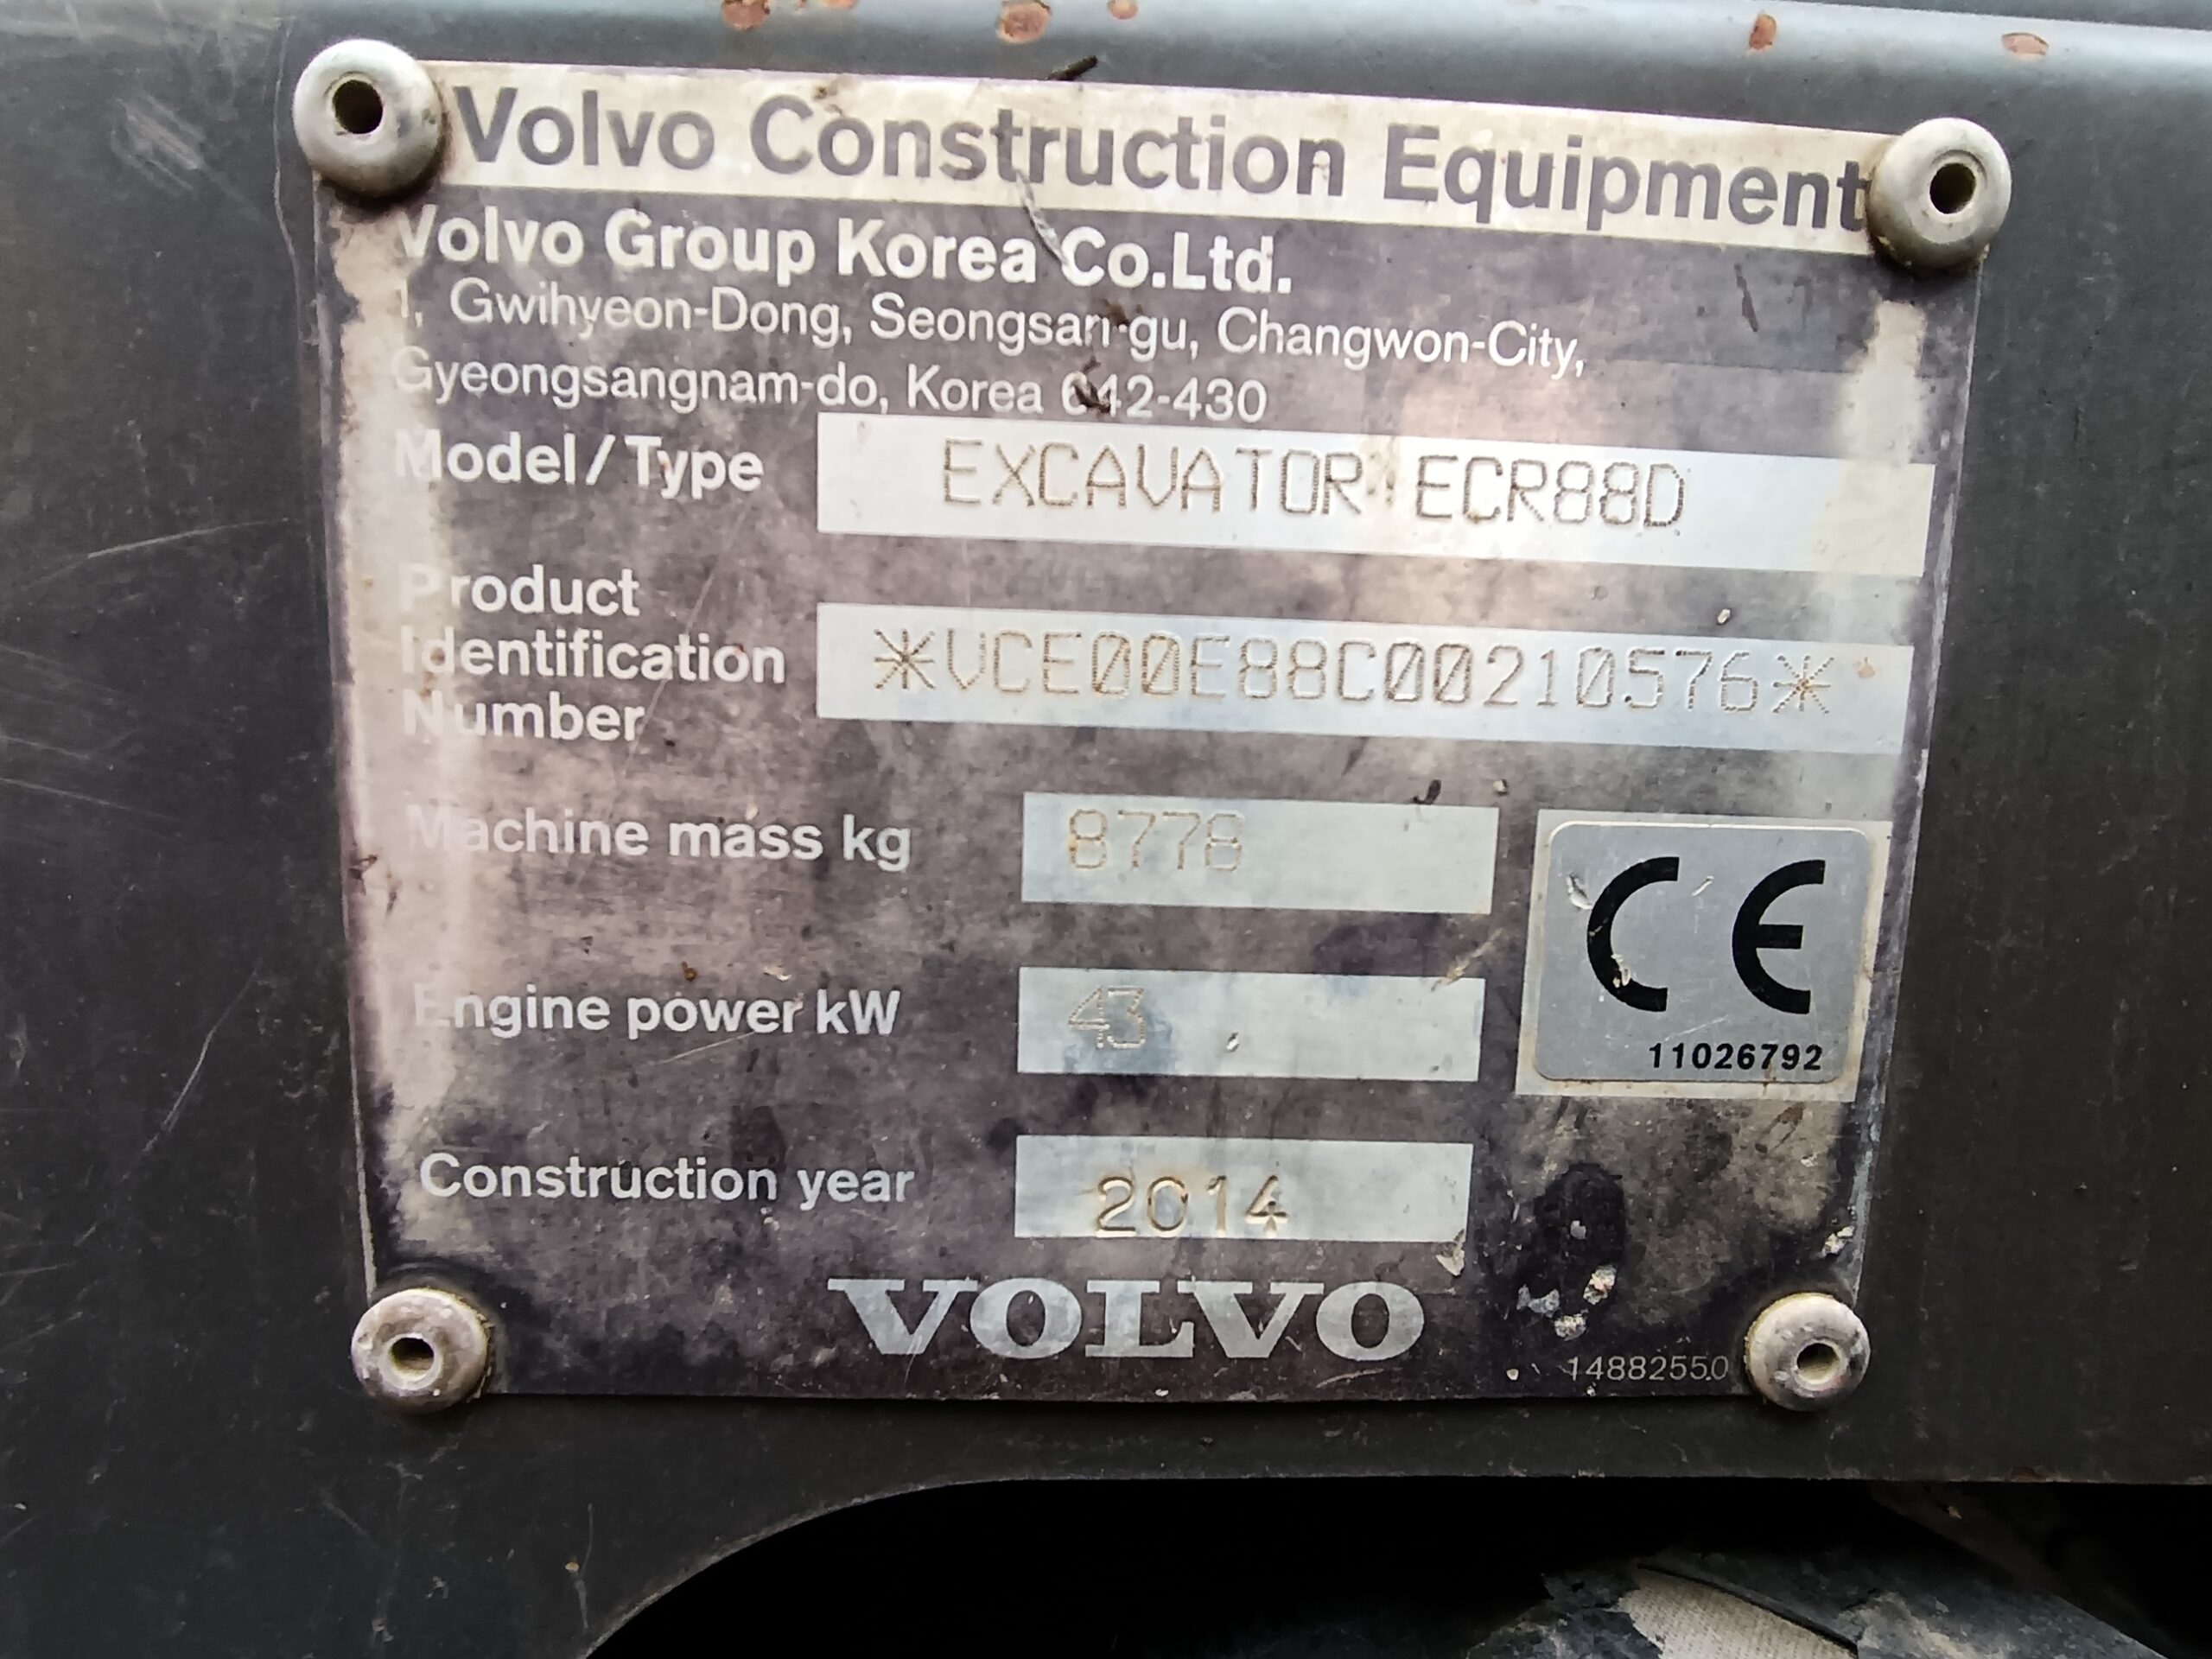 Volvo Construction Equipment
Volvo Group Korea Co.Ltd.
1, Gwihyeon-Dong, Seongsan-gu, Changwon-City,
Gyeongsangnam-do, Korea 642-430
Model/Type EXCAVATOR ECR88D
Product
Identification
Number
*VCE00E88C00210576*
Machine mass kg 8778
Engine power kW 43
CE
11026792
Construction year 2014
VOLVO
14882550